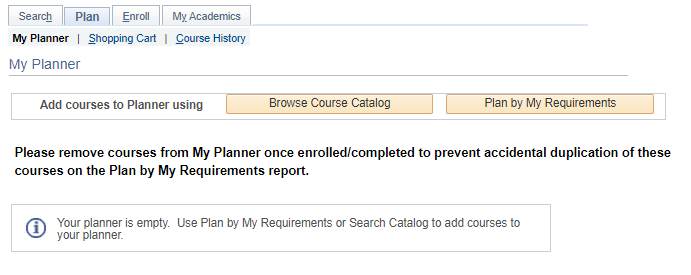 Search Plan Enroll My Academics
My Planner | Shopping Cart | Course History
My Planner
Add courses to Planner using Browse Course Catalog Plan by My Requirements
Please remove courses from My Planner once enrolled/completed to prevent accidental duplication of these
courses on the Plan by My Requirements report.
Your planner is empty. Use Plan by My Requirements or Search Catalog to add courses to
your planner.